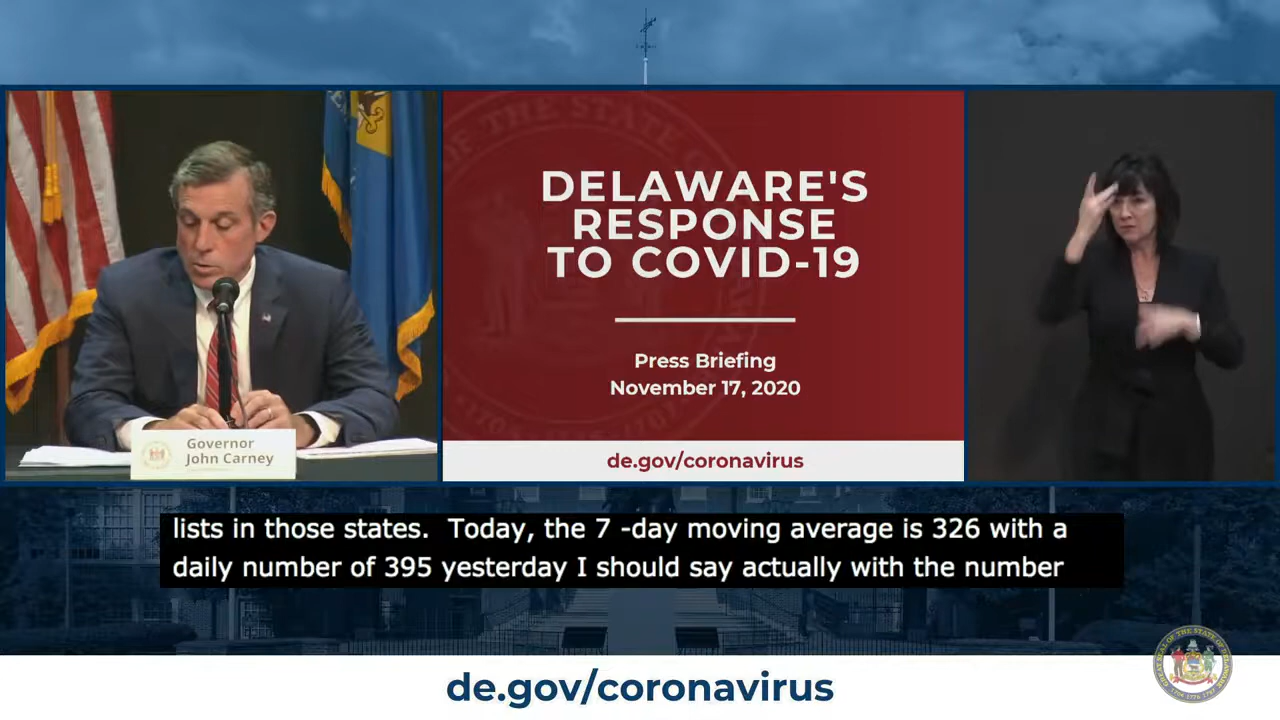 DELAWARE'S
RESPONSE
TO COVID-19
Press Briefing
November 17, 2020
de.gov/coronavirus
Governor
John Carney
lists in those states.  Today, the 7 -day moving average is 326 with a
daily number of 395 yesterday I should say actually with the number
de.gov/coronavirus